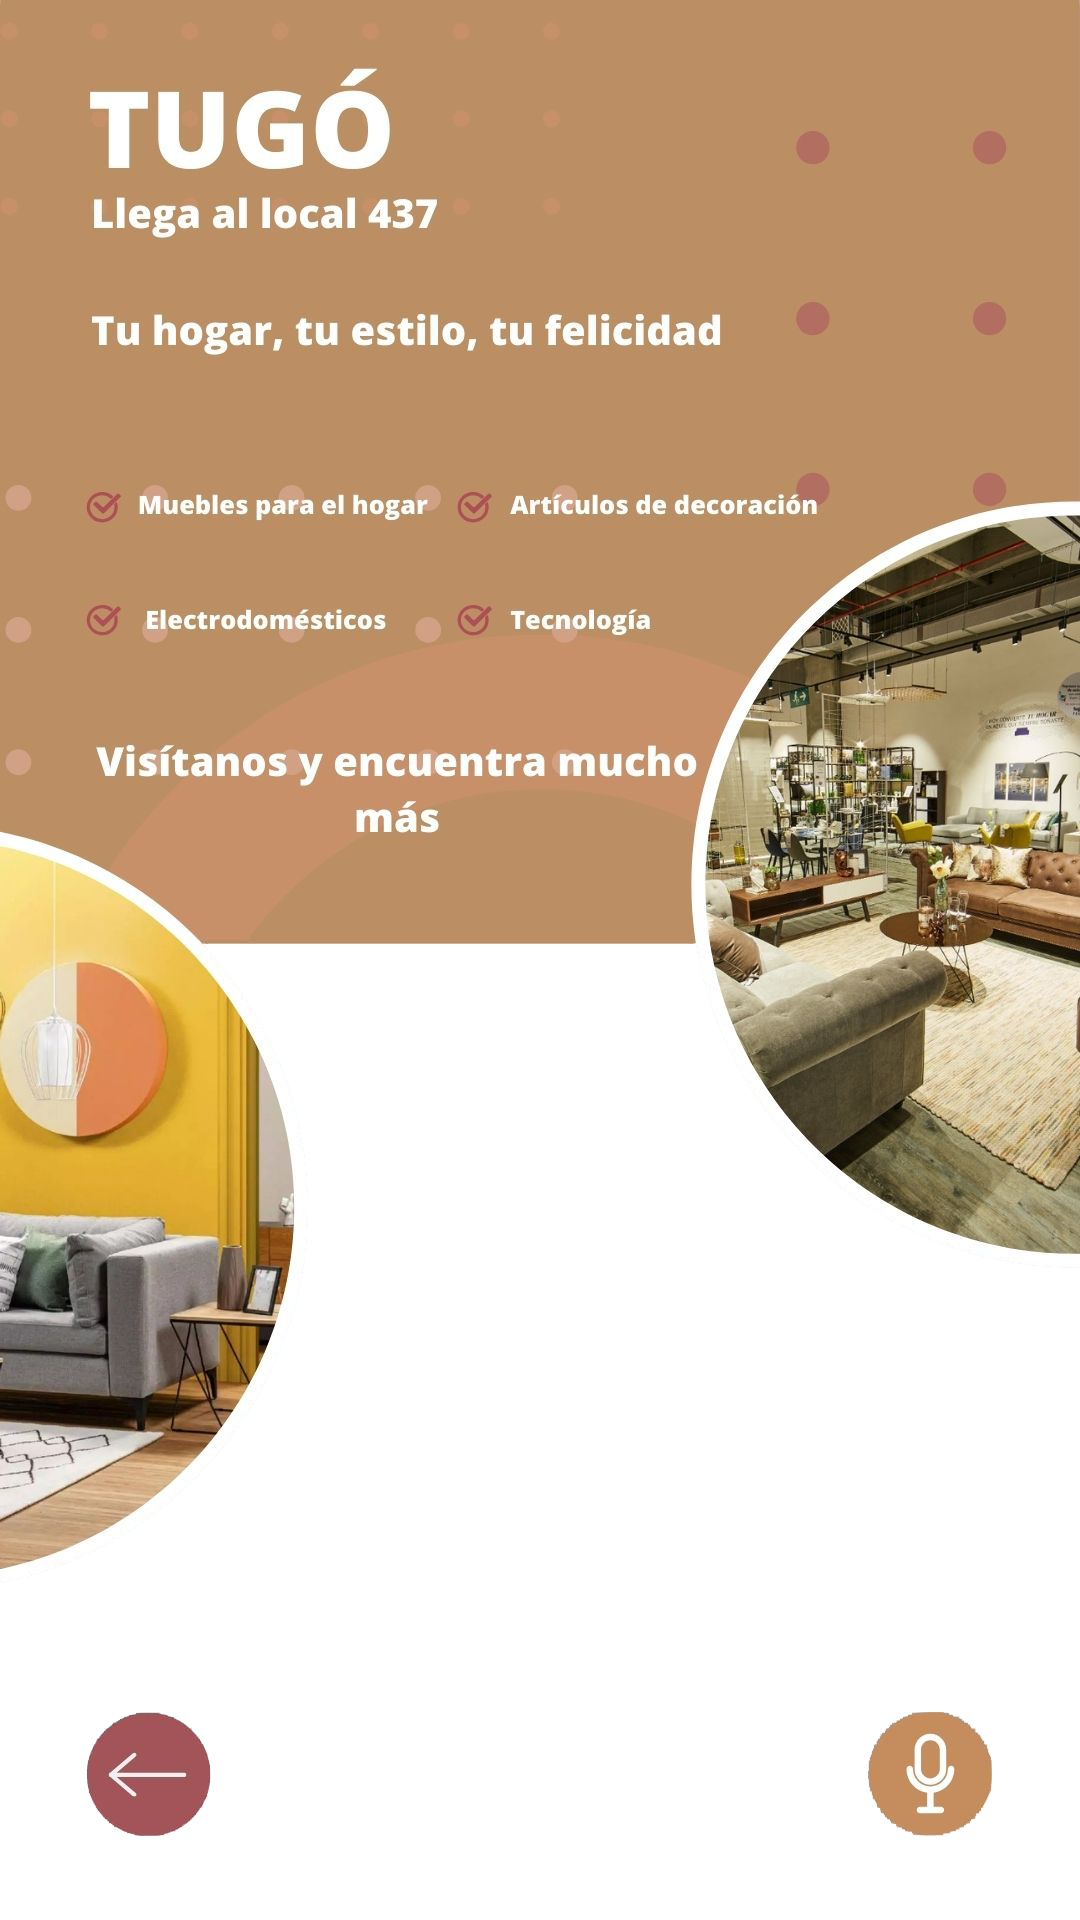 TUGÓ
Llega al local 437
Tu hogar, tu estilo, tu felicidad
Muebles para el hogar
Artículos de decoración
Electrodomésticos
Tecnología
Visítanos y encuentra mucho
más